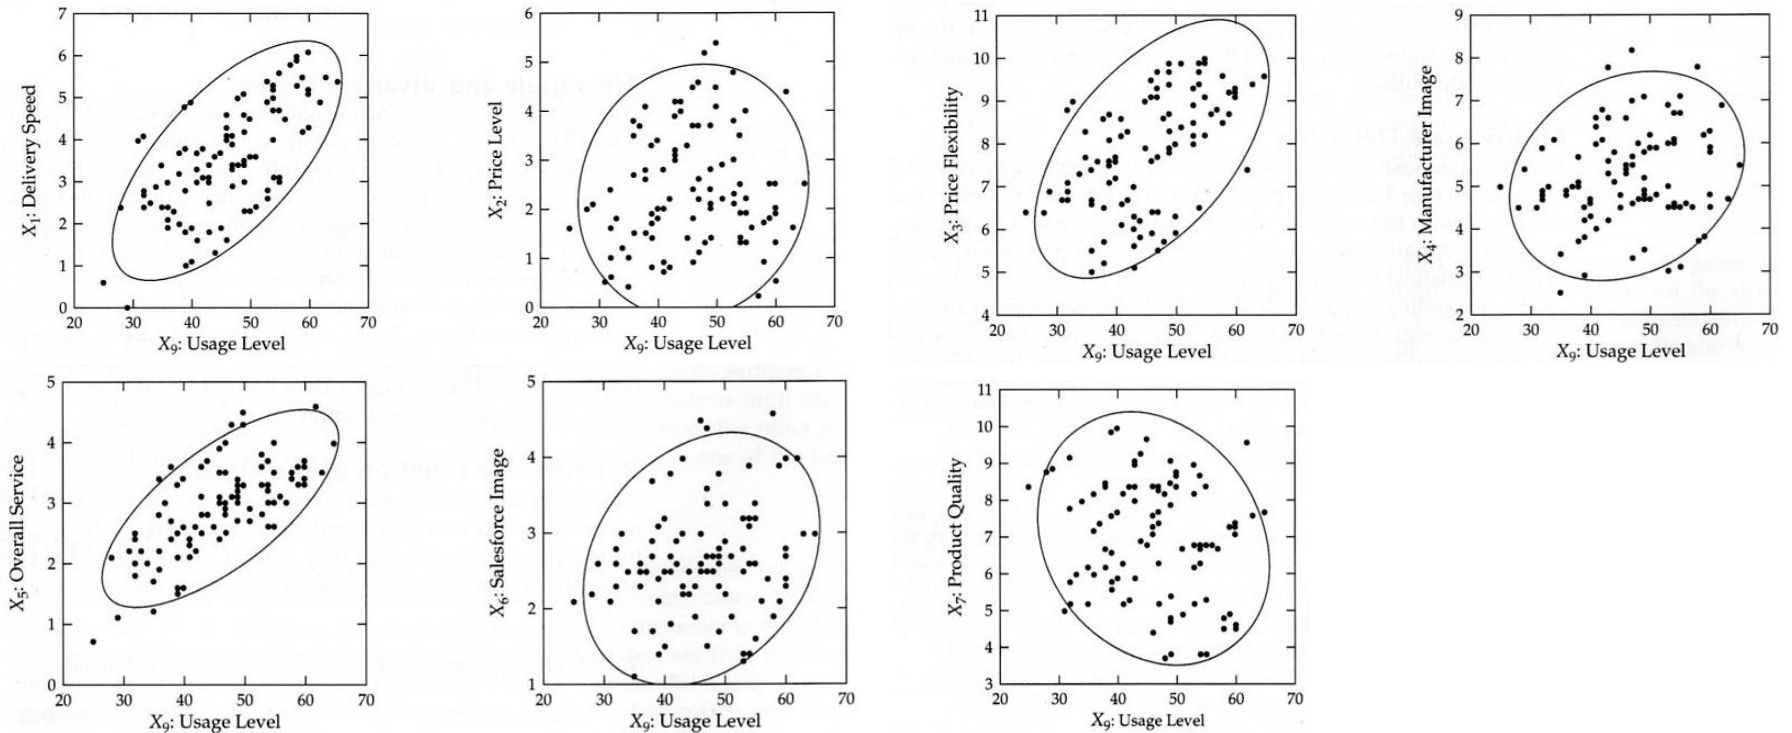 X₁: Delivery Speed
7
6
5
4
3
2
1
0
20 30 40 50 60 70
X₉: Usage Level
X₂: Price Level
6
5
4
3
2
1
0
20 30 40 50 60 70
X₉: Usage Level
X₃: Price Flexibility
11
10
9
8
7
6
5
4
20 30 40 50 60 70
X₉: Usage Level
X₄: Manufacturer Image
9
8
7
6
5
4
3
2
20 30 40 50 60 70
X₉: Usage Level
X₅: Overall Service
5
4
3
2
1
0
20 30 40 50 60 70
X₉: Usage Level
X₆: Salesforce Image
5
4
3
2
1
20 30 40 50 60 70
X₉: Usage Level
X₇: Product Quality
11
10
9
8
7
6
5
4
3
20 30 40 50 60 70
X₉: Usage Level